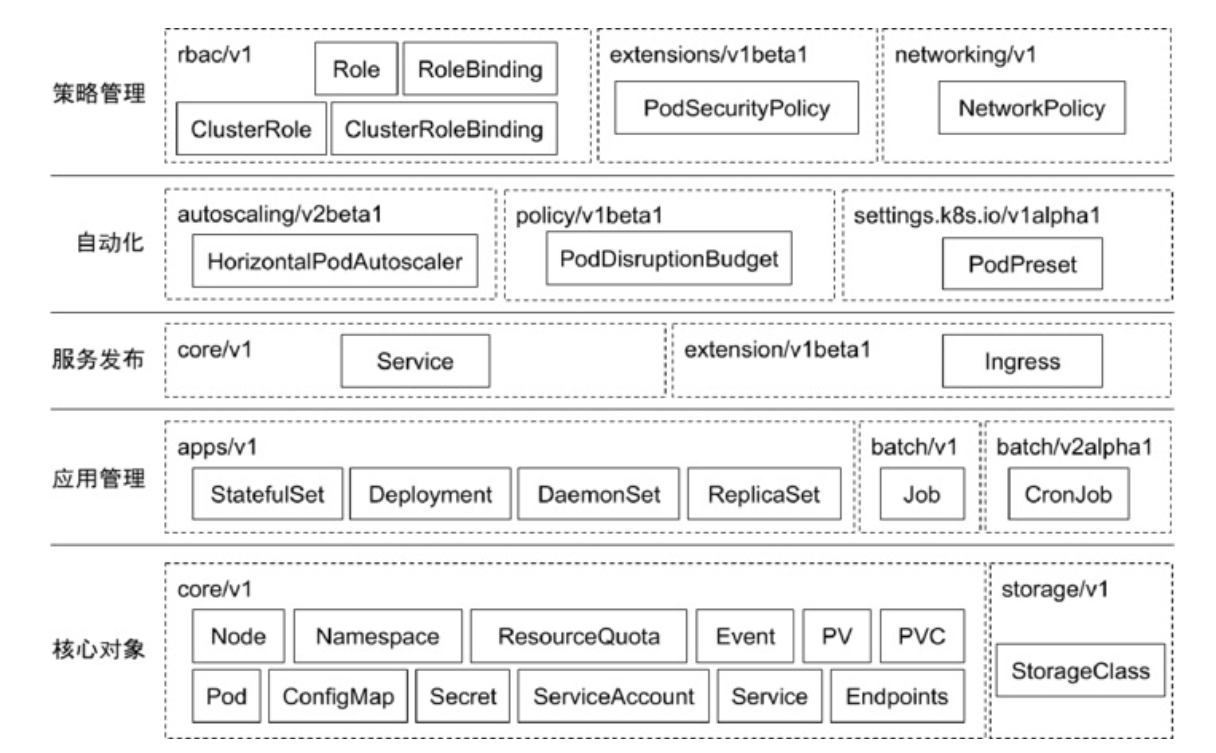 策略管理
rbac/v1
Role
RoleBinding
ClusterRole
ClusterRoleBinding
extensions/v1beta1
PodSecurityPolicy
networking/v1
NetworkPolicy
自动化
autoscaling/v2beta1
HorizontalPodAutoscaler
policy/v1beta1
PodDisruptionBudget
settings.k8s.io/v1alpha1
PodPreset
服务发布
core/v1
Service
extension/v1beta1
Ingress
应用管理
apps/v1
StatefulSet
Deployment
DaemonSet
ReplicaSet
batch/v1
Job
batch/v2alpha1
CronJob
核心对象
core/v1
Node
Namespace
ResourceQuota
Event
PV
PVC
Pod
ConfigMap
Secret
ServiceAccount
Service
Endpoints
storage/v1
StorageClass